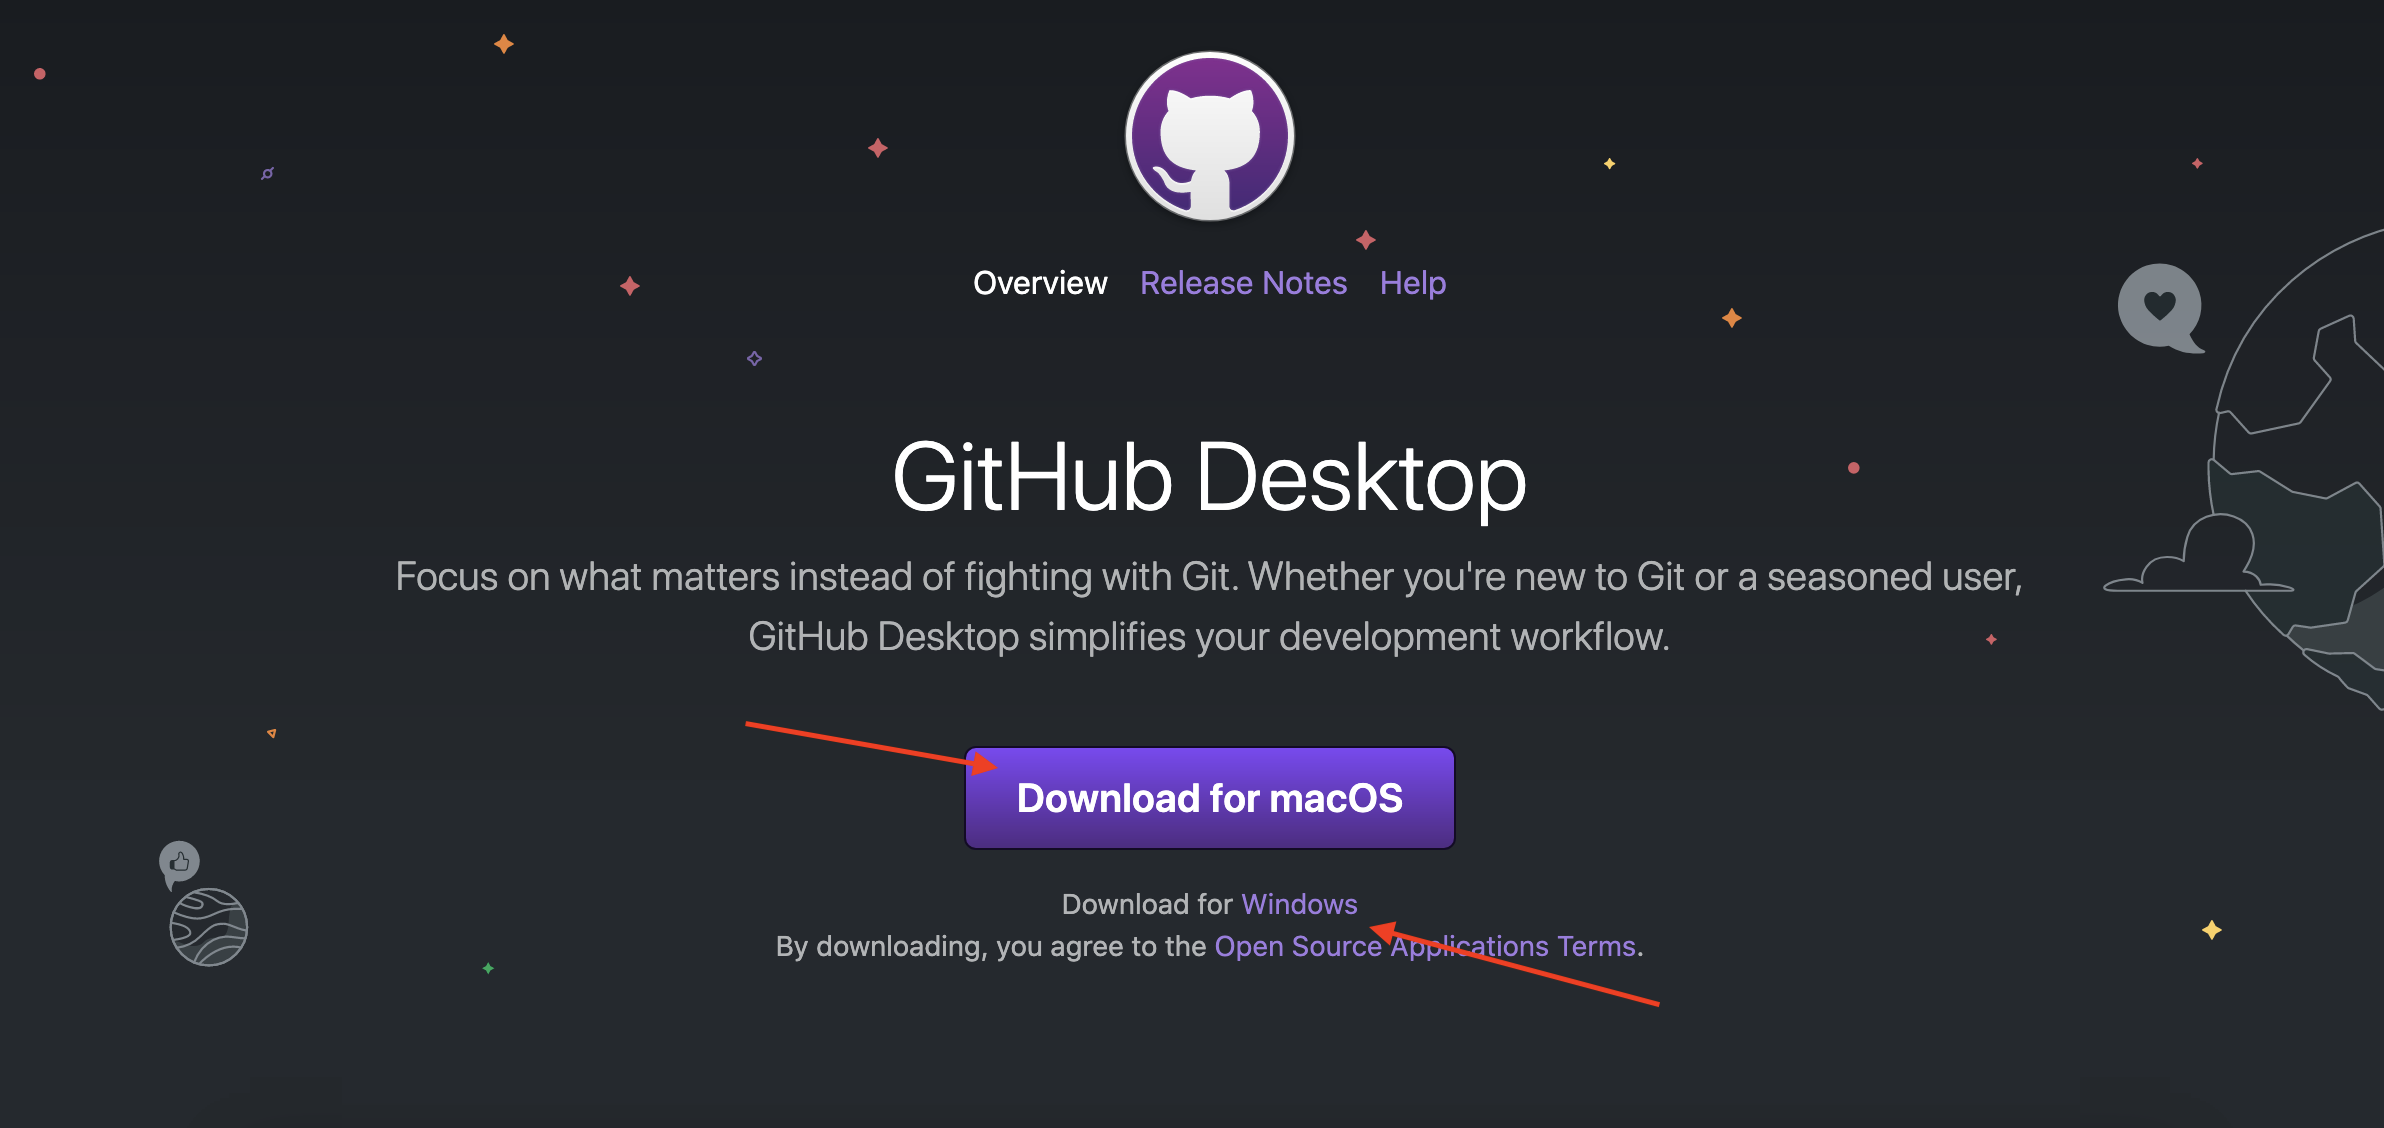 Overview Release Notes Help
GitHub Desktop
Focus on what matters instead of fighting with Git. Whether you're new to Git or a seasoned user,
GitHub Desktop simplifies your development workflow.
Download for macOS
Download for Windows
By downloading, you agree to the Open Source Applications Terms.